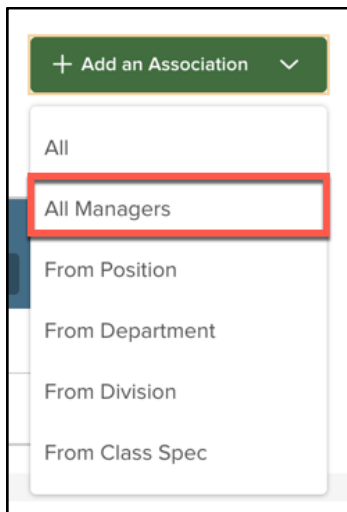 + Add an Association
All
All Managers
From Position
From Department
From Division
From Class Spec